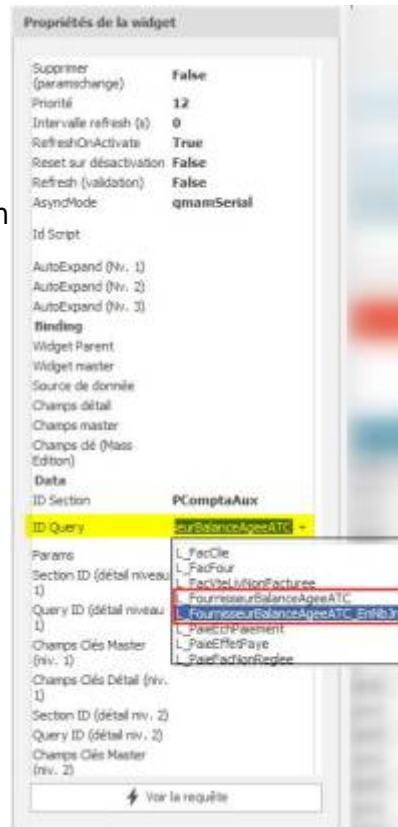 Propriétés de la widget
Supprimer
(paramschange) False
Priorité 12
Intervalle refresh (s) 0
RefreshOnActivate True
Reset sur désactivation False
Refresh (validation) False
AsyncMode qmamSerial
Id Script
AutoExpand (Nv. 1)
AutoExpand (Nv. 2)
AutoExpand (Nv. 3)
Binding
Widget Parent
Widget master
Source de donnée
Champs détail
Champs master
Champs clé (Mass
Edition)
Data
ID Section PComptaAux
ID Query eurBalanceAgeeATC
Params
Section ID (détail niveau
1)
Query ID (détail niveau
1)
Champs Clés Master
(niv. 1)
Champs Clés Détail (niv.
1)
Section ID (détail niv. 2)
Query ID (détail niv. 2)
Champs Clés Master
(niv. 2)
L_FacClie
L_FacFour
L_FacVteLivNonFacturee
L_FournisseurBalanceAgeeATC
L_FournisseurBalanceAgeeATC_EnNbJr
L_PaieEchPaiement
L_PaieEffetPaye
L_PaieFacNonReglee
Voir la requête